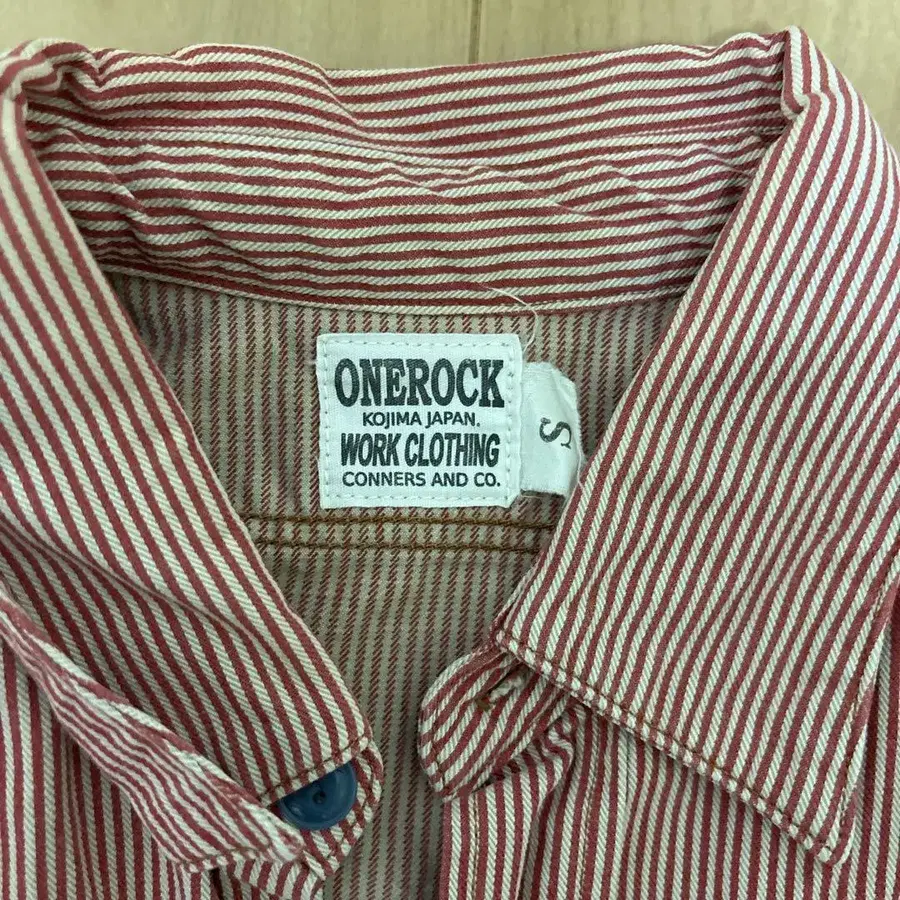 ONEROCK
KOJIMA JAPAN.
WORK CLOTHING
CONNERS AND CO.
S